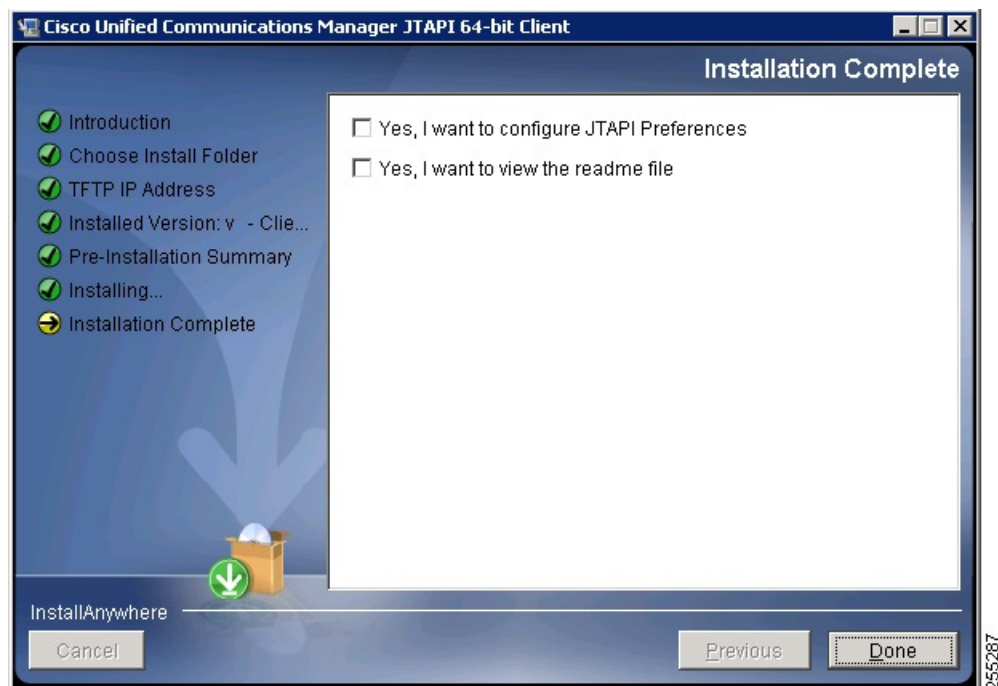 Cisco Unified Communications Manager JTAPI 64-bit Client
Installation Complete
Introduction
Choose Install Folder
TFTP IP Address
Installed Version: v - Clie...
Pre-Installation Summary
Installing...
Installation Complete
Yes, I want to configure JTAPI Preferences
Yes, I want to view the readme file
InstallAnywhere
Cancel
Previous
Done
255287